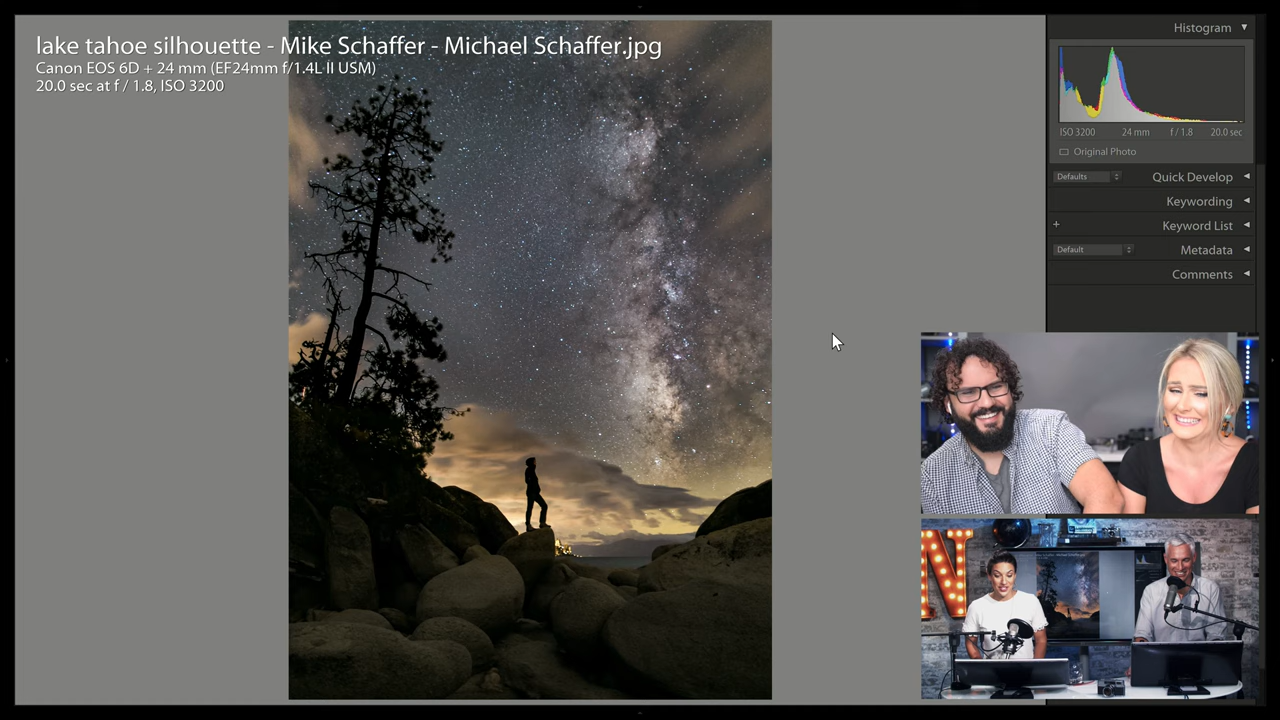 lake tahoe silhouette - Mike Schaffer - Michael Schaffer.jpg
Canon EOS 6D + 24 mm (EF24mm f/1.4L II USM)
20.0 sec at f / 1.8, ISO 3200
Histogram
ISO 3200 24 mm f / 1.8 20.0 sec
Original Photo
Defaults Quick Develop
Keywording
+ Keyword List
Default Metadata
Comments
N